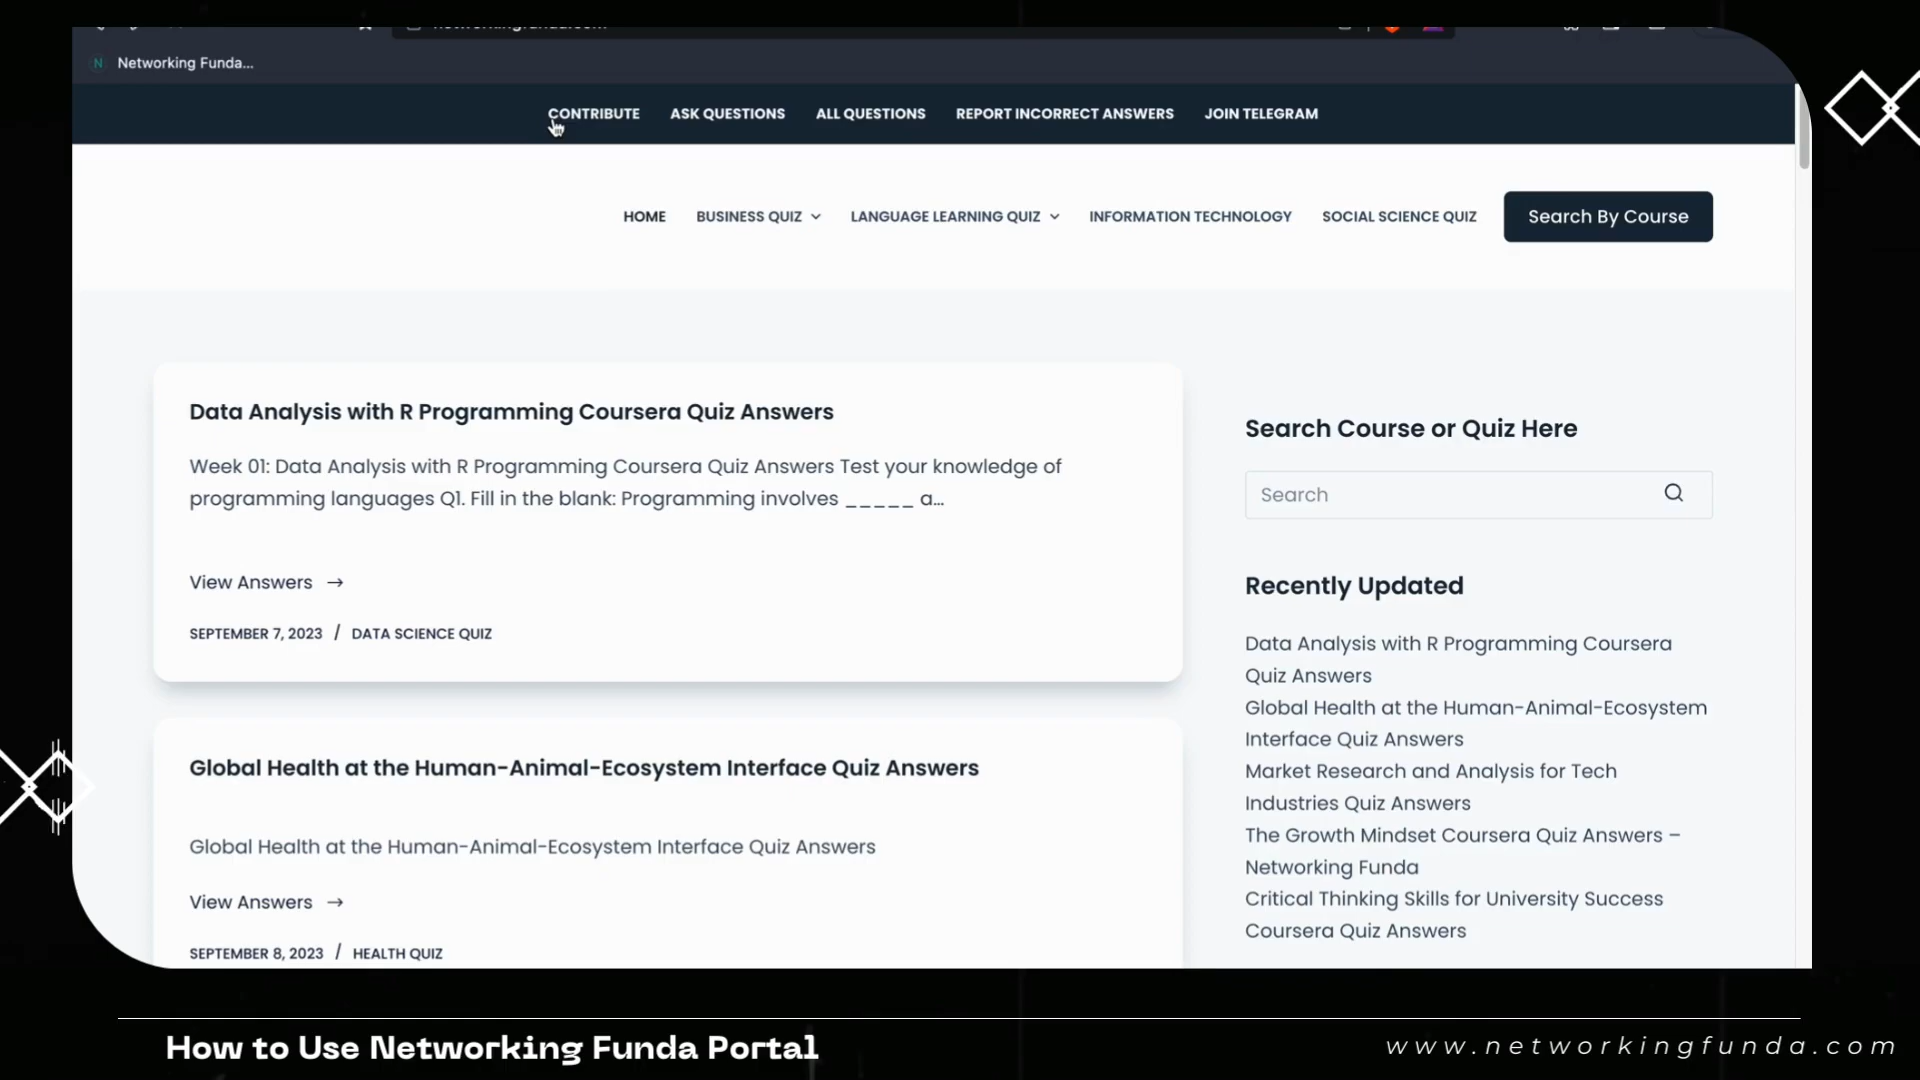 Networking Funda...
CONTRIBUTE ASK QUESTIONS ALL QUESTIONS REPORT INCORRECT ANSWERS JOIN TELEGRAM
HOME BUSINESS QUIZ LANGUAGE LEARNING QUIZ INFORMATION TECHNOLOGY SOCIAL SCIENCE QUIZ Search By Course
Data Analysis with R Programming Coursera Quiz Answers
Week 01: Data Analysis with R Programming Coursera Quiz Answers Test your knowledge of
programming languages Q1. Fill in the blank: Programming involves _____ a...
View Answers →
SEPTEMBER 7, 2023 / DATA SCIENCE QUIZ
Global Health at the Human-Animal-Ecosystem Interface Quiz Answers
Global Health at the Human-Animal-Ecosystem Interface Quiz Answers
View Answers →
SEPTEMBER 8, 2023 / HEALTH QUIZ
Search Course or Quiz Here
Search
Recently Updated
Data Analysis with R Programming Coursera
Quiz Answers
Global Health at the Human-Animal-Ecosystem
Interface Quiz Answers
Market Research and Analysis for Tech
Industries Quiz Answers
The Growth Mindset Coursera Quiz Answers –
Networking Funda
Critical Thinking Skills for University Success
Coursera Quiz Answers
How to Use Networking Funda Portal
www.networkingfunda.com